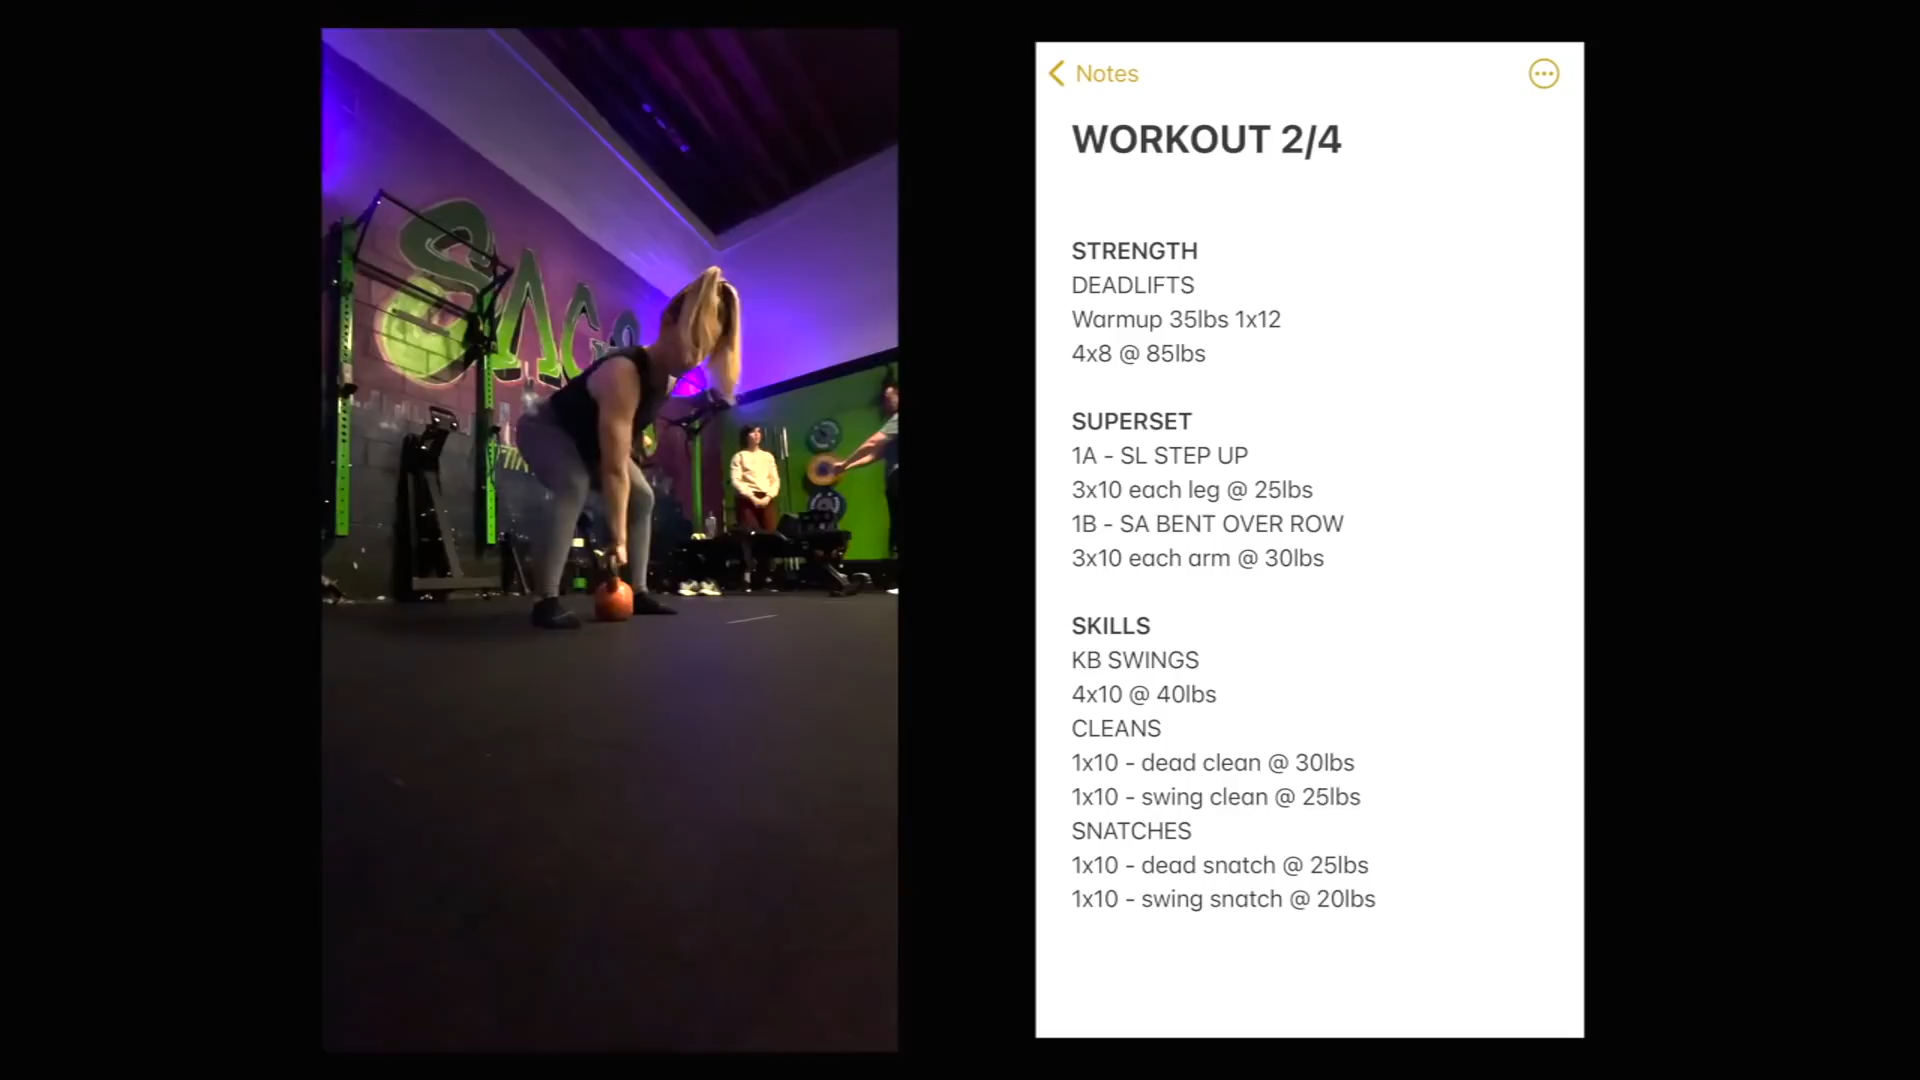 SAGE
Notes
WORKOUT 2/4
STRENGTH
DEADLIFTS
Warmup 35lbs 1x12
4x8 @ 85lbs
SUPERSET
1A - SL STEP UP
3x10 each leg @ 25lbs
1B - SA BENT OVER ROW
3x10 each arm @ 30lbs
SKILLS
KB SWINGS
4x10 @ 40lbs
CLEANS
1x10 - dead clean @ 30lbs
1x10 - swing clean @ 25lbs
SNATCHES
1x10 - dead snatch @ 25lbs
1x10 - swing snatch @ 20lbs